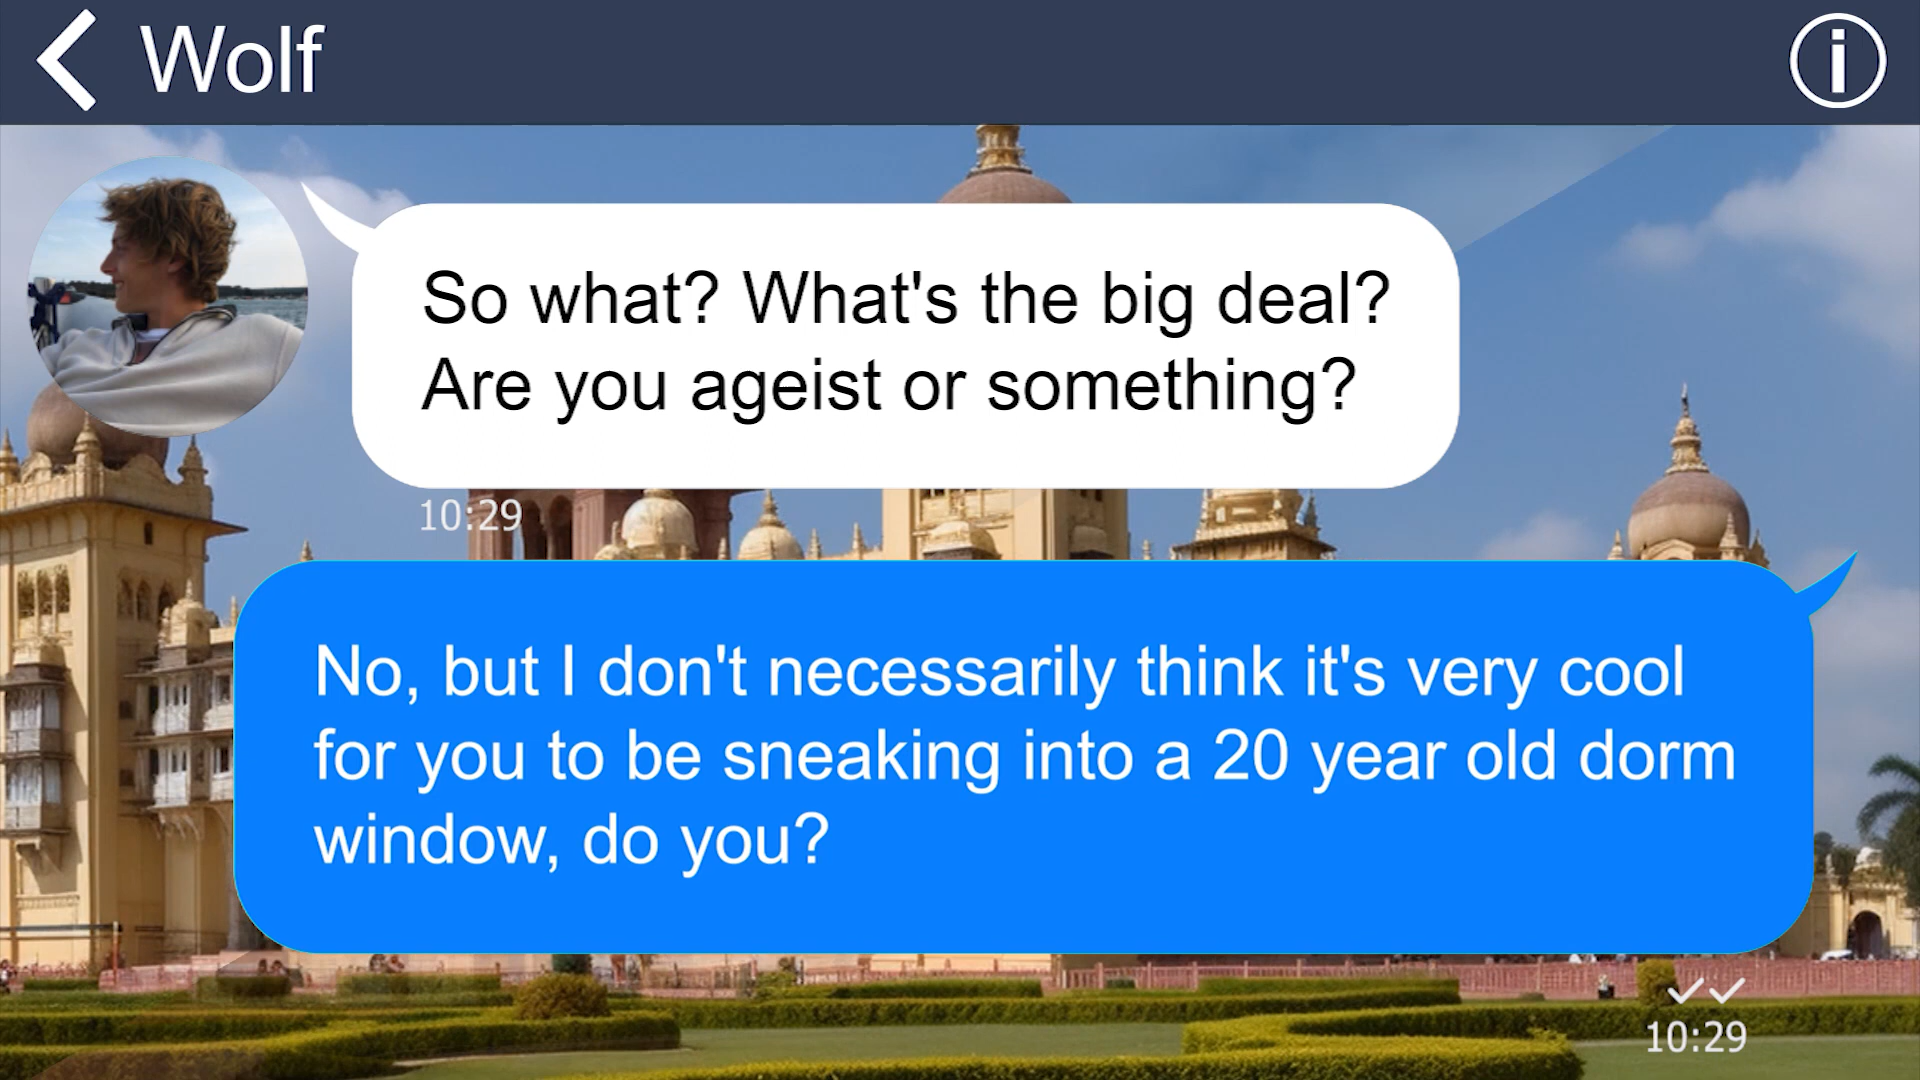 Wolf
So what? What's the big deal?
Are you ageist or something?
10:29
No, but I don't necessarily think it's very cool
for you to be sneaking into a 20 year old dorm
window, do you?
10:29